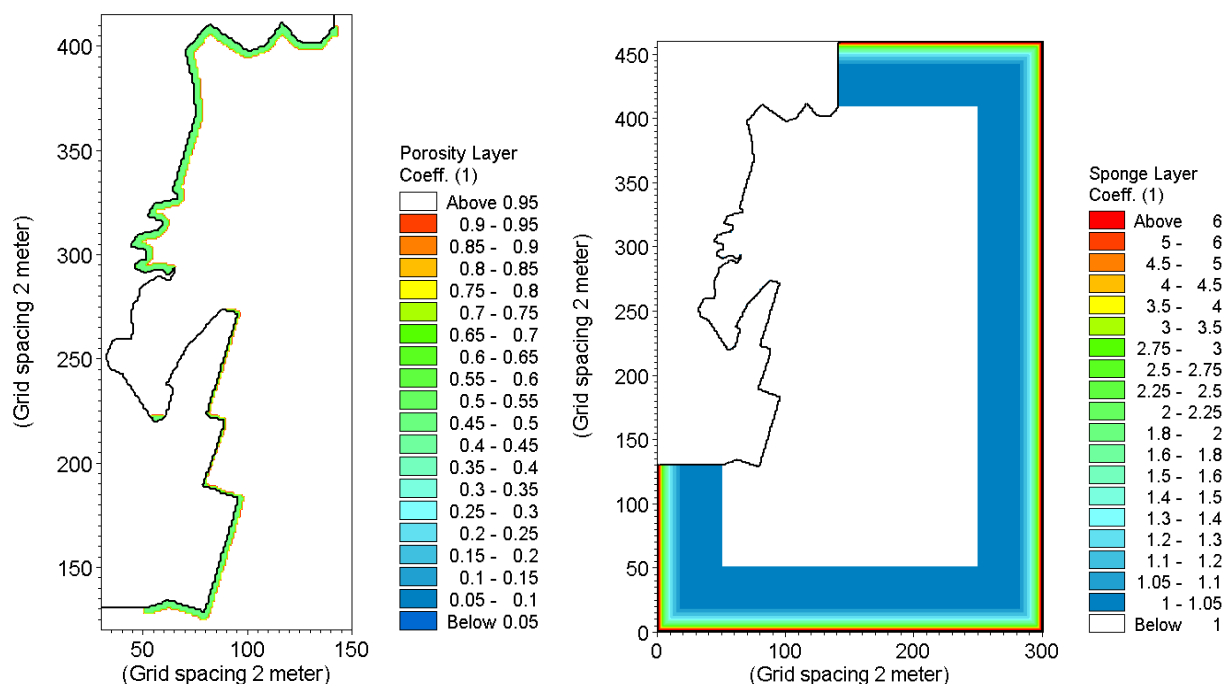 400
350
300
250
200
150
50
100
150
(Grid spacing 2 meter)
(Grid spacing 2 meter)
Porosity Layer
Coeff. (1)
Above 0.95
0.9 - 0.95
0.85 - 0.9
0.8 - 0.85
0.75 - 0.8
0.7 - 0.75
0.65 - 0.7
0.6 - 0.65
0.55 - 0.6
0.5 - 0.55
0.45 - 0.5
0.4 - 0.45
0.35 - 0.4
0.3 - 0.35
0.25 - 0.3
0.2 - 0.25
0.15 - 0.2
0.1 - 0.15
0.05 - 0.1
Below 0.05
450
400
350
300
250
200
150
100
50
0
0
100
200
300
(Grid spacing 2 meter)
(Grid spacing 2 meter)
Sponge Layer
Coeff. (1)
Above 6
5 - 6
4.5 - 5
4 - 4.5
3.5 - 4
3 - 3.5
2.75 - 3
2.5 - 2.75
2.25 - 2.5
2 - 2.25
1.8 - 2
1.6 - 1.8
1.5 - 1.6
1.4 - 1.5
1.3 - 1.4
1.2 - 1.3
1.1 - 1.2
1.05 - 1.1
1 - 1.05
Below 1